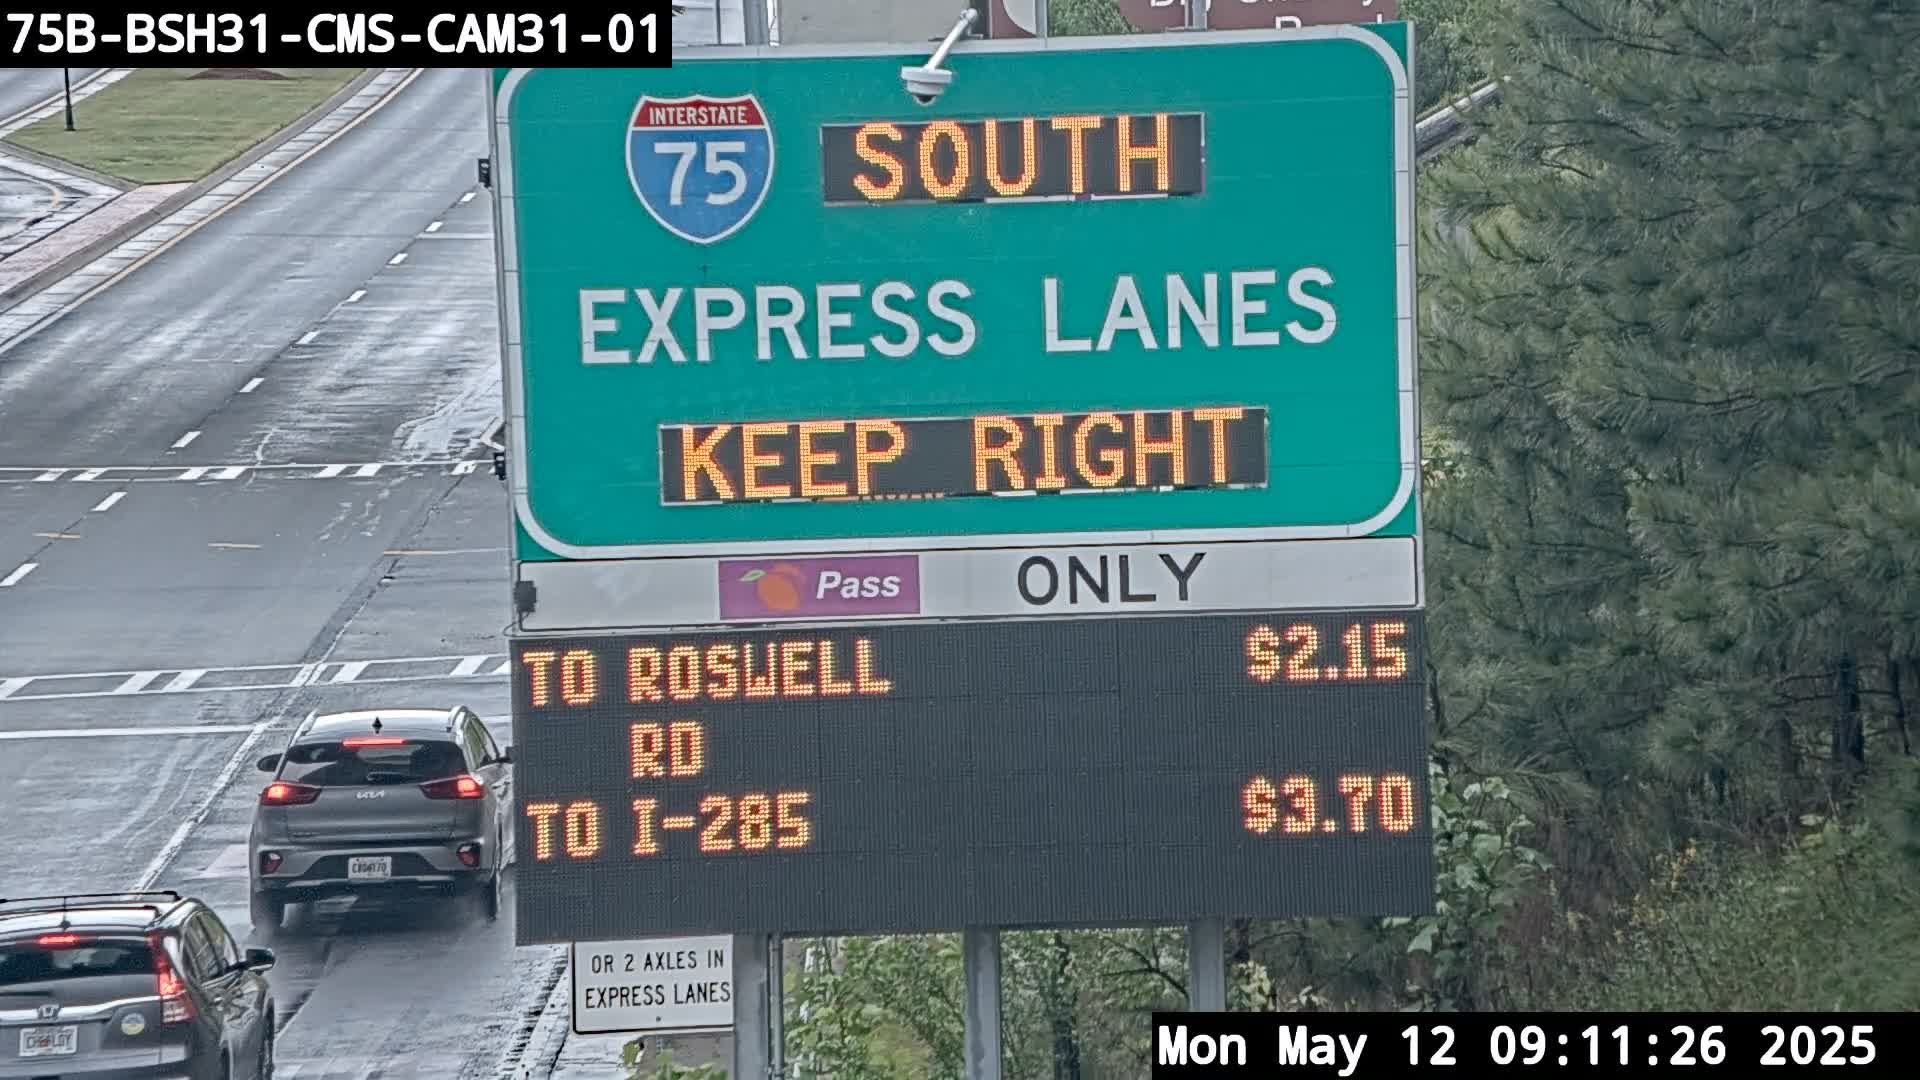 75B-BSH31-CMS-CAM31-01
INTERSTATE
75
SOUTH
EXPRESS LANES
KEEP RIGHT
Pass ONLY
TO ROSWELL $2.15
RD
TO I-285 $3.70
OR 2 AXLES IN
EXPRESS LANES
KIA
Mon May 12 09:11:26 2025